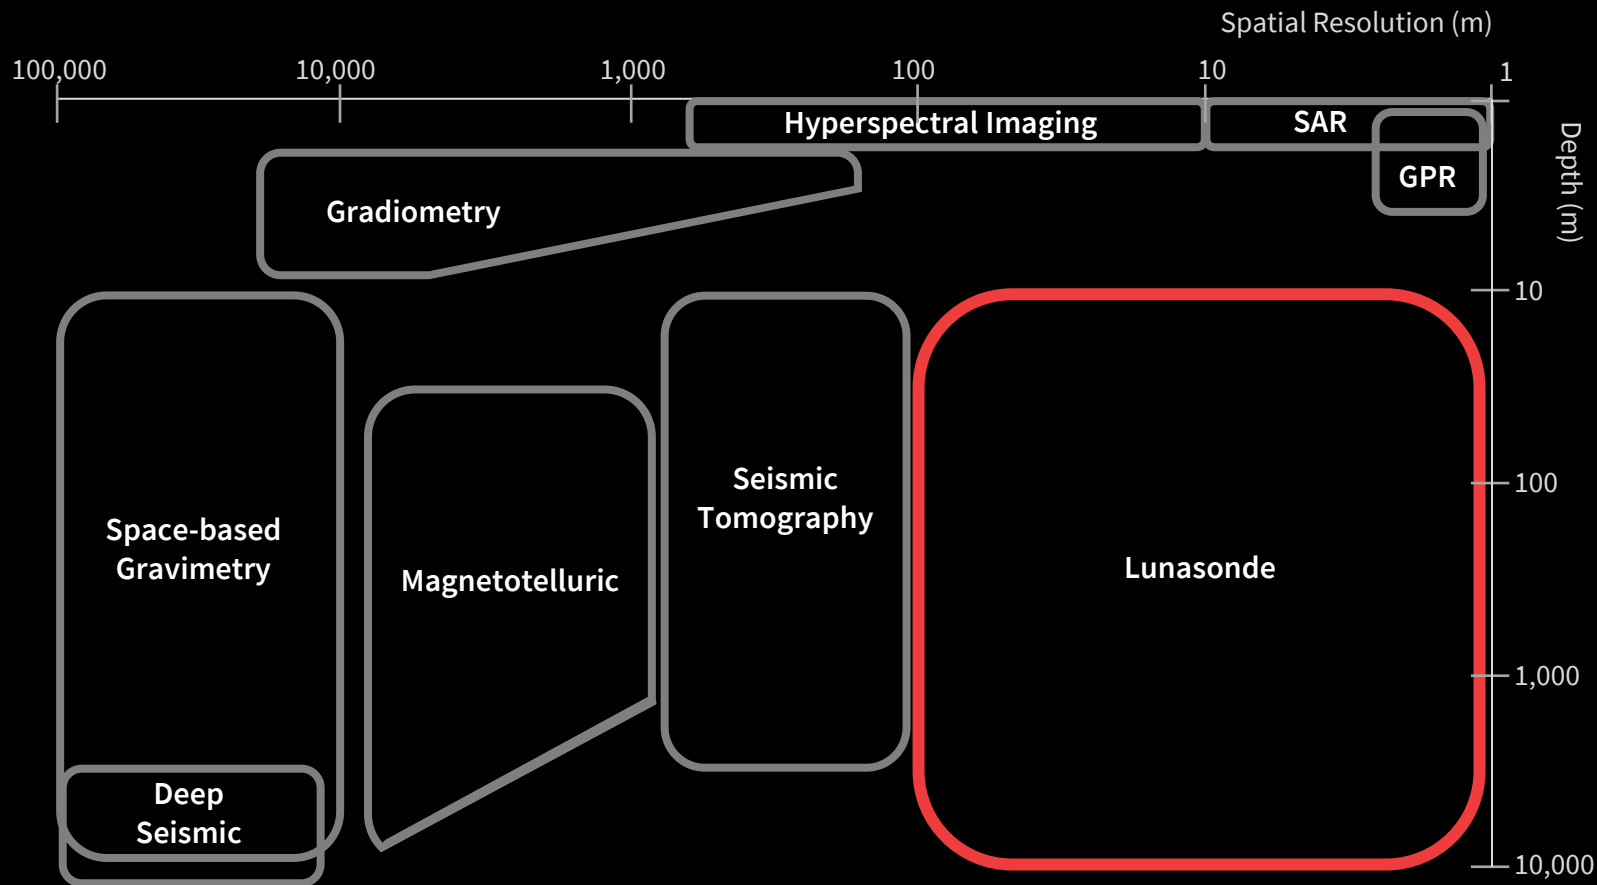 Spatial Resolution (m)
100,000
10,000
1,000
100
10
1
Hyperspectral Imaging
SAR
Depth (m)
GPR
Gradiometry
10
Seismic
Tomography
100
Space-based
Gravimetry
Magnetotelluric
Lunasonde
1,000
Deep
Seismic
10,000